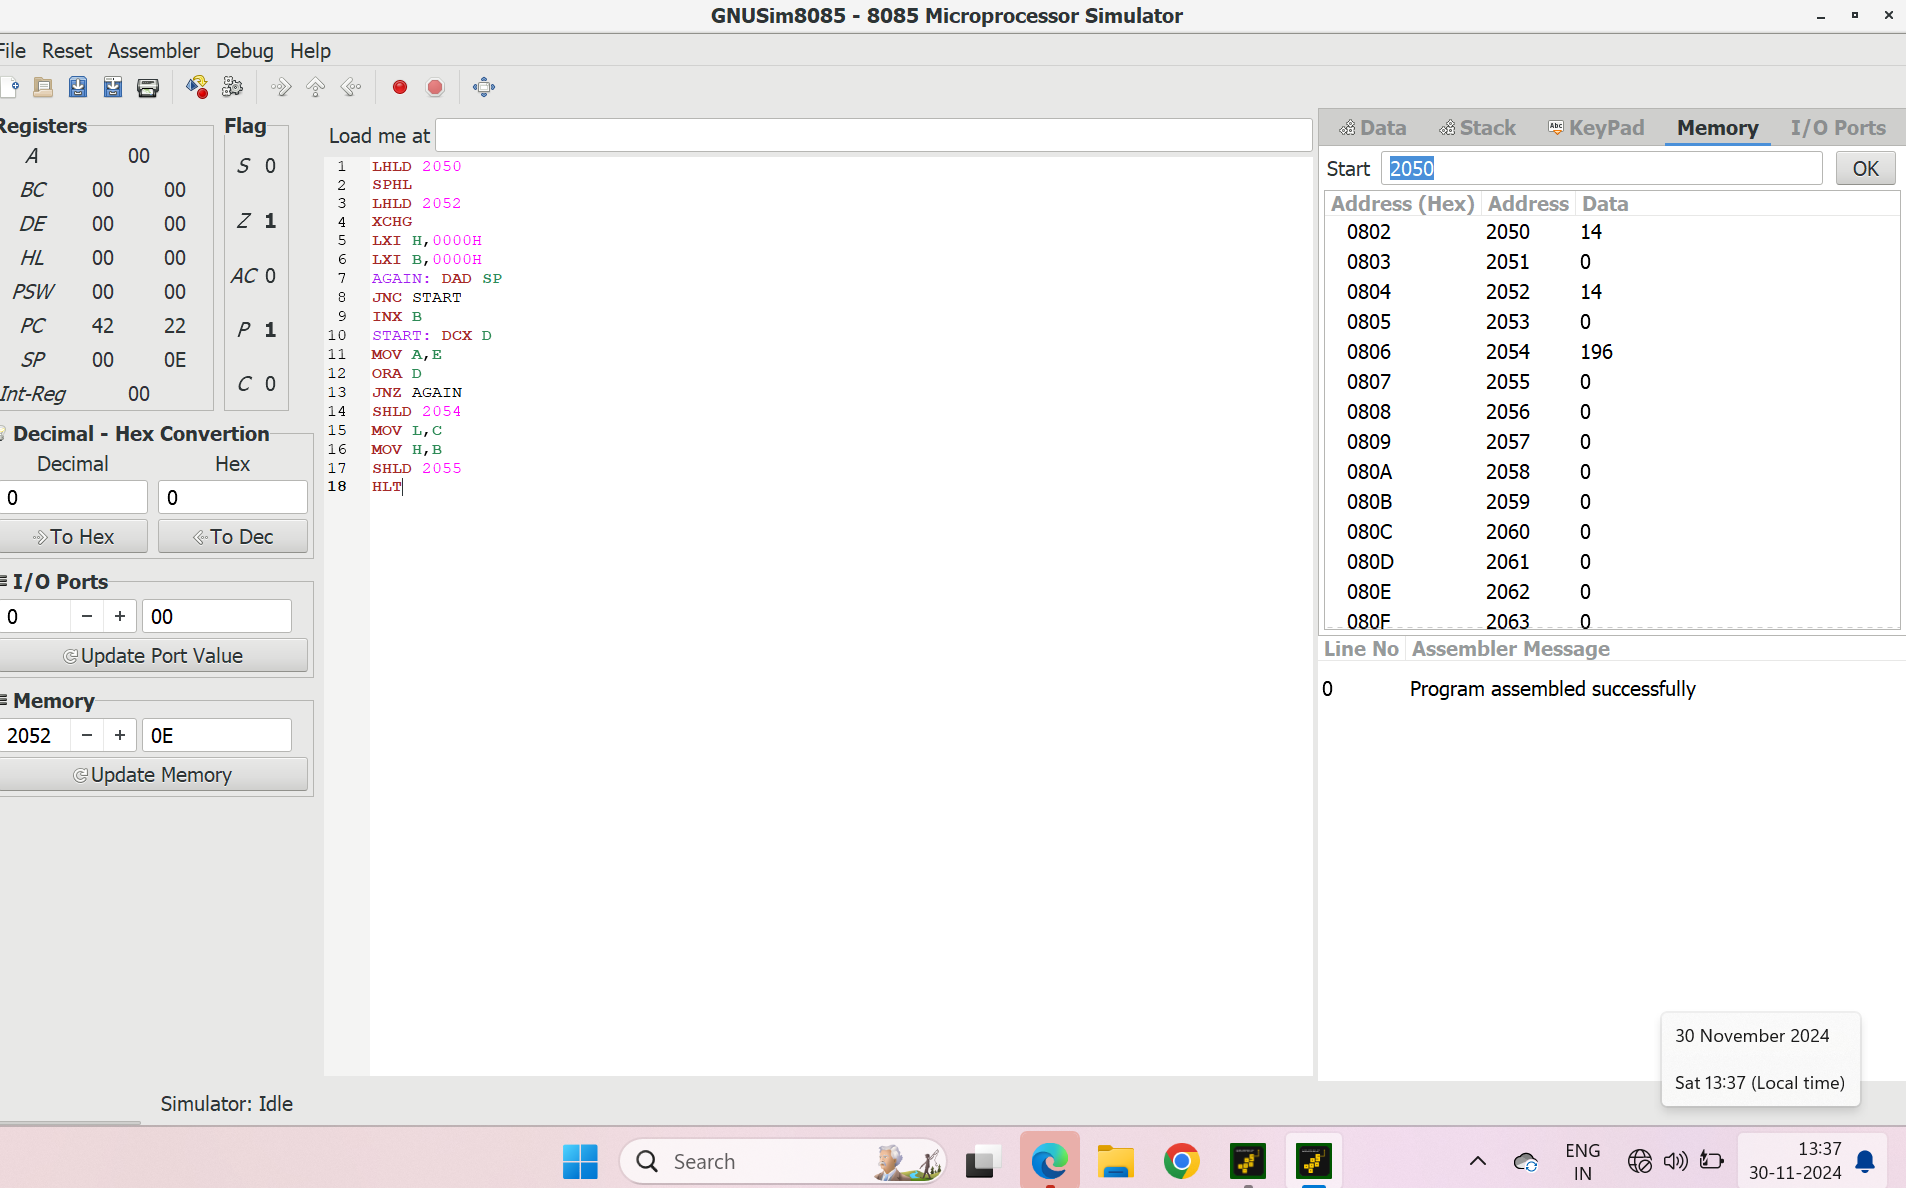 GNUSim8085 - 8085 Microprocessor Simulator
File Reset Assembler Debug Help
Registers
A 00
BC 00 00
DE 00 00
HL 00 00
PSW 00 00
PC 42 22
SP 00 0E
Int-Reg 00
Flag
S 0
Z 1
AC 0
P 1
C 0
Decimal - Hex Convertion
Decimal Hex
0 0
To Hex To Dec
I/O Ports
0 - + 00
Update Port Value
Memory
2052 - + 0E
Update Memory
Load me at
1 LHLD 2050
2 SPHL
3 LHLD 2052
4 XCHG
5 LXI H,0000H
6 LXI B,0000H
7 AGAIN: DAD SP
8 JNC START
9 INX B
10 START: DCX D
11 MOV A,E
12 ORA D
13 JNZ AGAIN
14 SHLD 2054
15 MOV L,C
16 MOV H,B
17 SHLD 2055
18 HLT
Data Stack Abc KeyPad Memory I/O Ports
Start 2050 OK
Address (Hex) Address Data
0802 2050 14
0803 2051 0
0804 2052 14
0805 2053 0
0806 2054 196
0807 2055 0
0808 2056 0
0809 2057 0
080A 2058 0
080B 2059 0
080C 2060 0
080D 2061 0
080E 2062 0
080F 2063 0
Line No Assembler Message
0 Program assembled successfully
30 November 2024
Sat 13:37 (Local time)
Simulator: Idle
Search
ENG
IN
13:37
30-11-2024